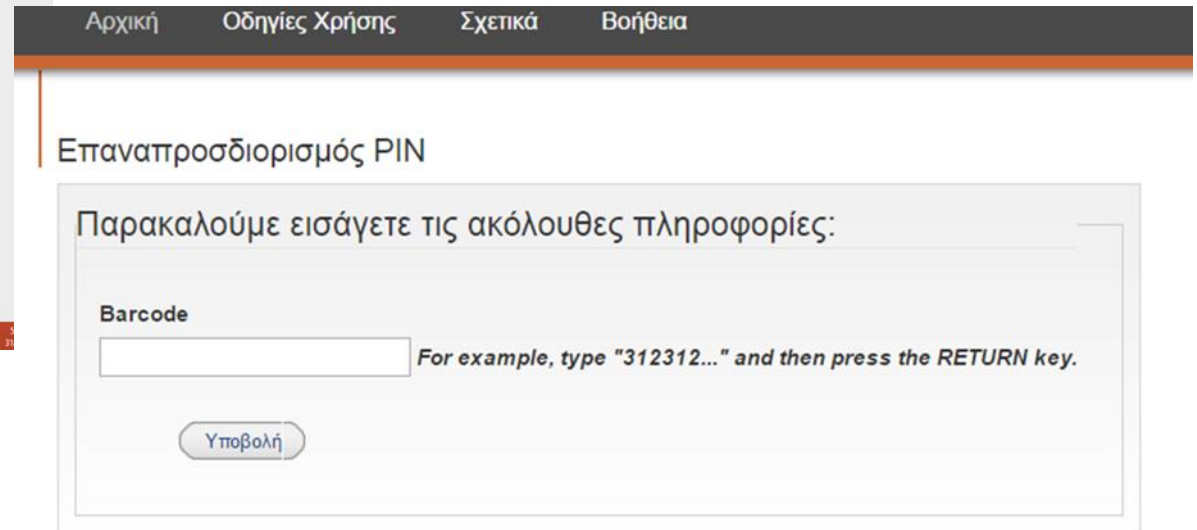 Αρχική Οδηγίες Χρήσης Σχετικά Βοήθεια
Επαναπροσδιορισμός PIN
Παρακαλούμε εισάγετε τις ακόλουθες πληροφορίες:
Barcode
For example, type "312312..." and then press the RETURN key.
Υποβολή